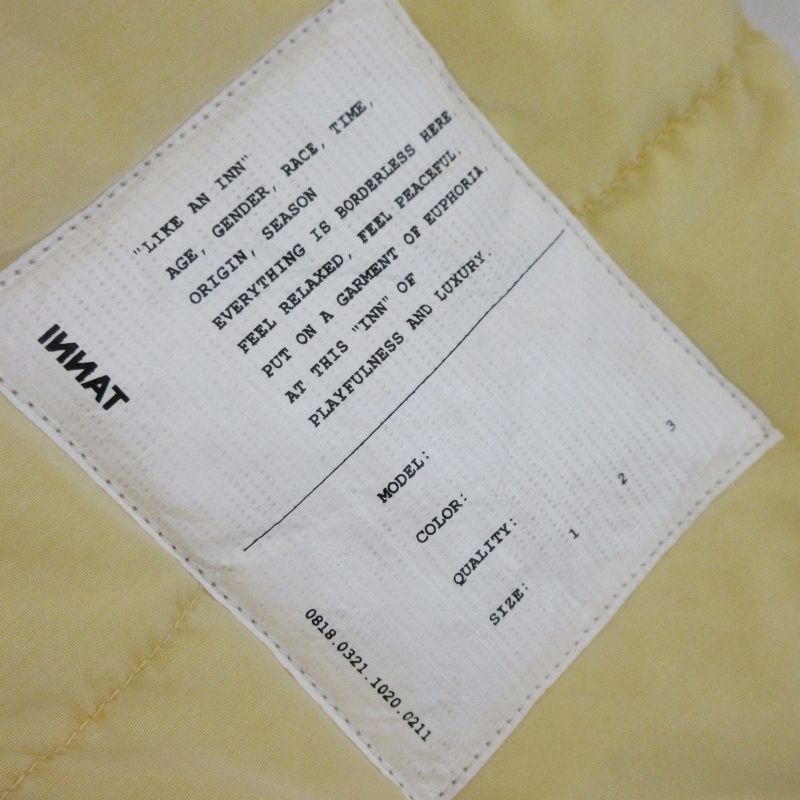 INNAT
"LIKE AN INN"
AGE, GENDER, RACE, TIME,
ORIGIN, SEASON
EVERYTHING IS BORDERLESS HERE
FEEL RELAXED, FEEL PEACEFUL.
PUT ON A GARMENT OF EUPHORIA,
AT THIS "INN" OF
PLAYFULNESS AND LUXURY.
MODEL:
COLOR:
QUALITY:
SIZE: 1 2 3
0818.0321.1020.0211